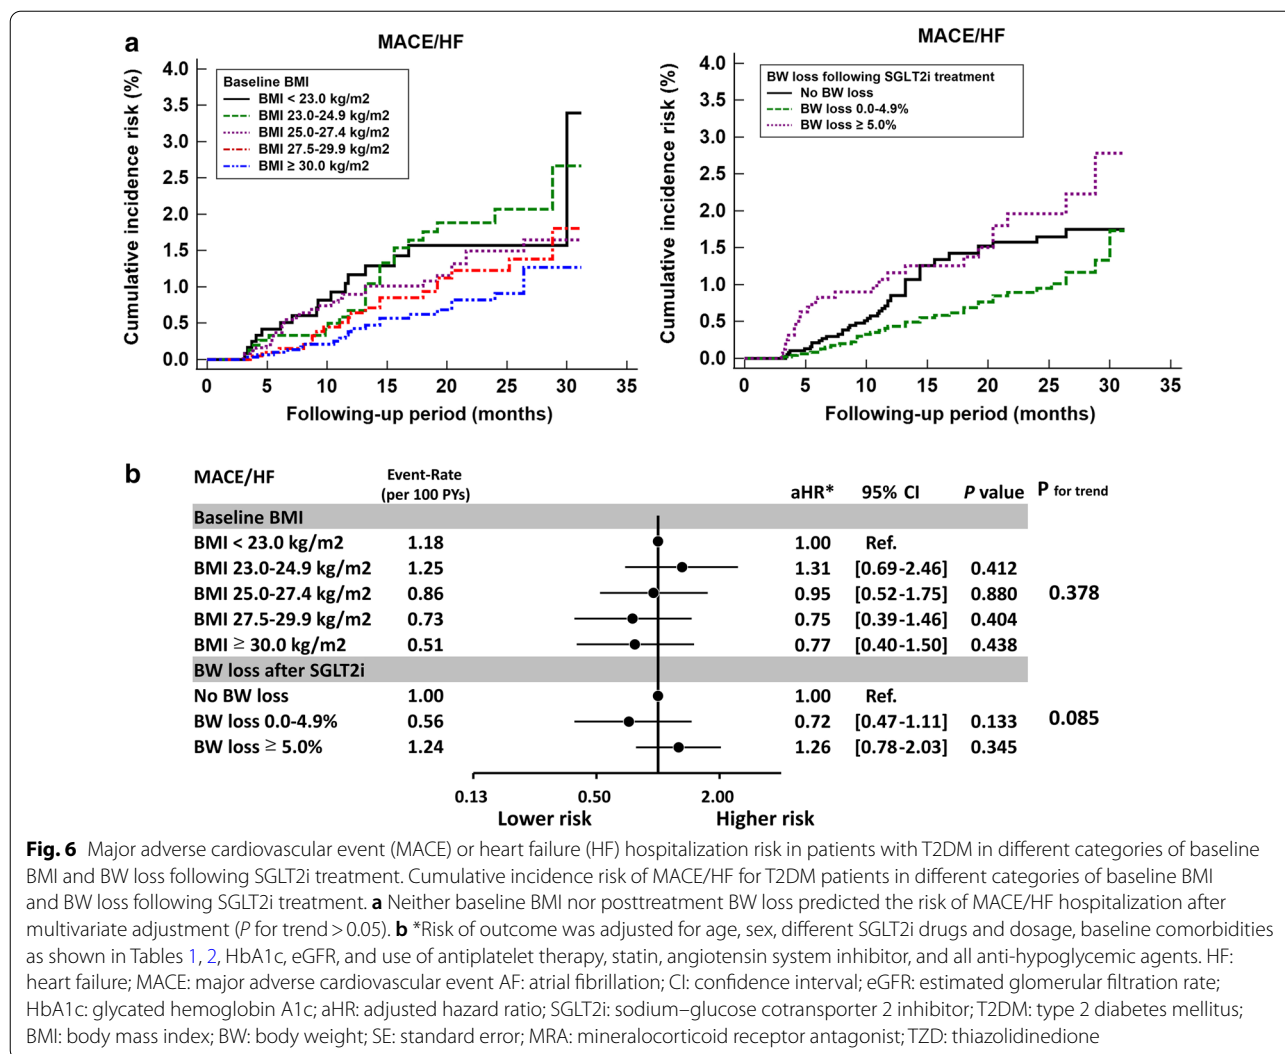 a
MACE/HF
Cumulative incidence risk (%)
4.0
3.5
3.0
2.5
2.0
1.5
1.0
0.5
0.0
Baseline BMI
BMI < 23.0 kg/m2
BMI 23.0-24.9 kg/m2
BMI 25.0-27.4 kg/m2
BMI 27.5-29.9 kg/m2
BMI ≥ 30.0 kg/m2
0 5 10 15 20 25 30 35
Following-up period (months)
MACE/HF
Cumulative incidence risk (%)
4.0
3.5
3.0
2.5
2.0
1.5
1.0
0.5
0.0
BW loss following SGLT2i treatment
No BW loss
BW loss 0.0-4.9%
BW loss ≥ 5.0%
0 5 10 15 20 25 30 35
Following-up period (months)
b
MACE/HF Event-Rate (per 100 PYs) aHR* 95% CI P value P for trend
Baseline BMI
BMI < 23.0 kg/m2 1.18 1.00 Ref.
BMI 23.0-24.9 kg/m2 1.25 1.31 [0.69-2.46] 0.412
BMI 25.0-27.4 kg/m2 0.86 0.95 [0.52-1.75] 0.880 0.378
BMI 27.5-29.9 kg/m2 0.73 0.75 [0.39-1.46] 0.404
BMI ≥ 30.0 kg/m2 0.51 0.77 [0.40-1.50] 0.438
BW loss after SGLT2i
No BW loss 1.00 1.00 Ref.
BW loss 0.0-4.9% 0.56 0.72 [0.47-1.11] 0.133 0.085
BW loss ≥ 5.0% 1.24 1.26 [0.78-2.03] 0.345
0.13 0.50 2.00
Lower risk Higher risk
Fig. 6 Major adverse cardiovascular event (MACE) or heart failure (HF) hospitalization risk in patients with T2DM in different categories of baseline
BMI and BW loss following SGLT2i treatment. Cumulative incidence risk of MACE/HF for T2DM patients in different categories of baseline BMI
and BW loss following SGLT2i treatment. a Neither baseline BMI nor posttreatment BW loss predicted the risk of MACE/HF hospitalization after
multivariate adjustment (P for trend > 0.05). b *Risk of outcome was adjusted for age, sex, different SGLT2i drugs and dosage, baseline comorbidities
as shown in Tables 1, 2, HbA1c, eGFR, and use of antiplatelet therapy, statin, angiotensin system inhibitor, and all anti-hypoglycemic agents. HF:
heart failure; MACE: major adverse cardiovascular event AF: atrial fibrillation; CI: confidence interval; eGFR: estimated glomerular filtration rate;
HbA1c: glycated hemoglobin A1c; aHR: adjusted hazard ratio; SGLT2i: sodium–glucose cotransporter 2 inhibitor; T2DM: type 2 diabetes mellitus;
BMI: body mass index; BW: body weight; SE: standard error; MRA: mineralocorticoid receptor antagonist; TZD: thiazolidinedione